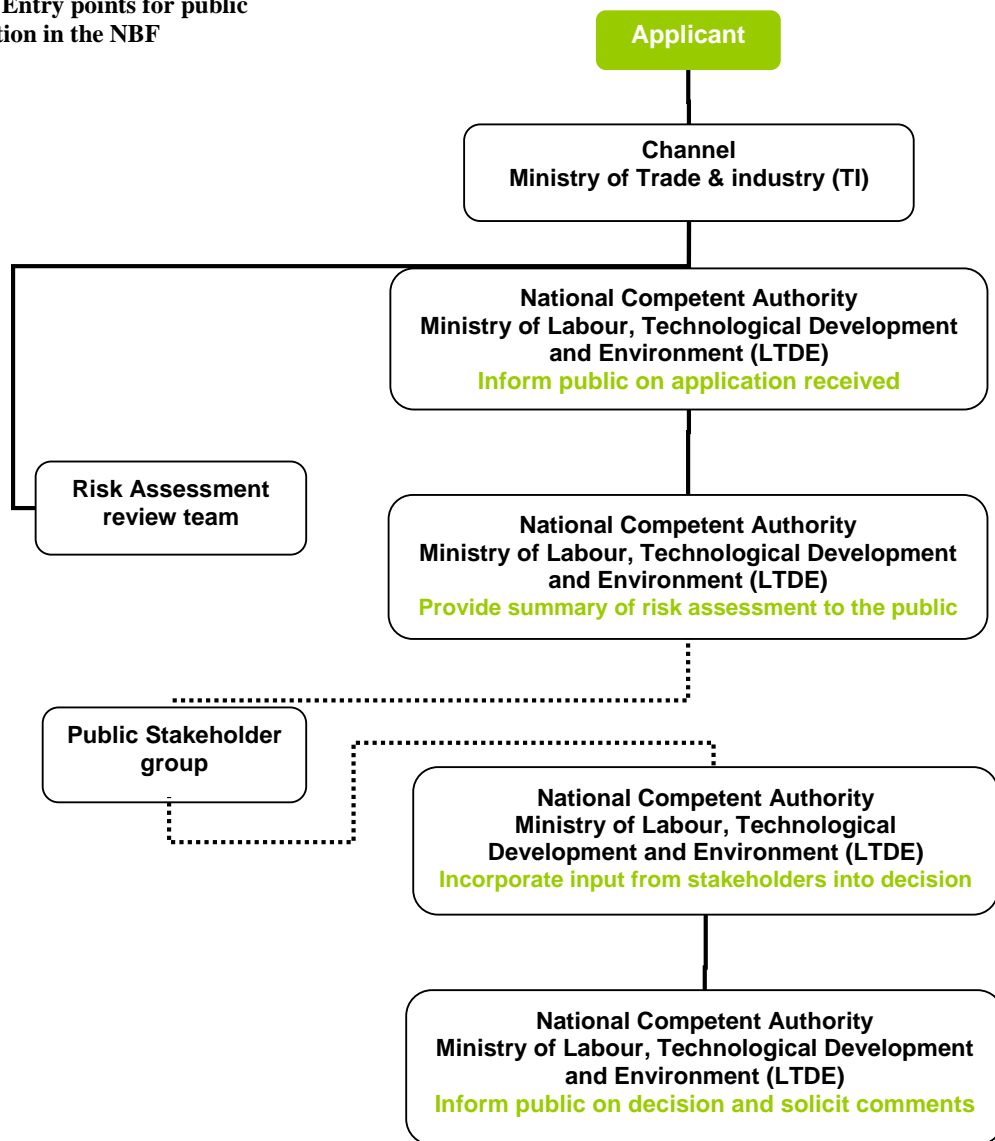 Entry points for public
tion in the NBF
Applicant
Channel
Ministry of Trade & industry (TI)
National Competent Authority
Ministry of Labour, Technological Development
and Environment (LTDE)
Inform public on application received
Risk Assessment
review team
National Competent Authority
Ministry of Labour, Technological Development
and Environment (LTDE)
Provide summary of risk assessment to the public
Public Stakeholder
group
National Competent Authority
Ministry of Labour, Technological
Development and Environment (LTDE)
Incorporate input from stakeholders into decision
National Competent Authority
Ministry of Labour, Technological Development
and Environment (LTDE)
Inform public on decision and solicit comments